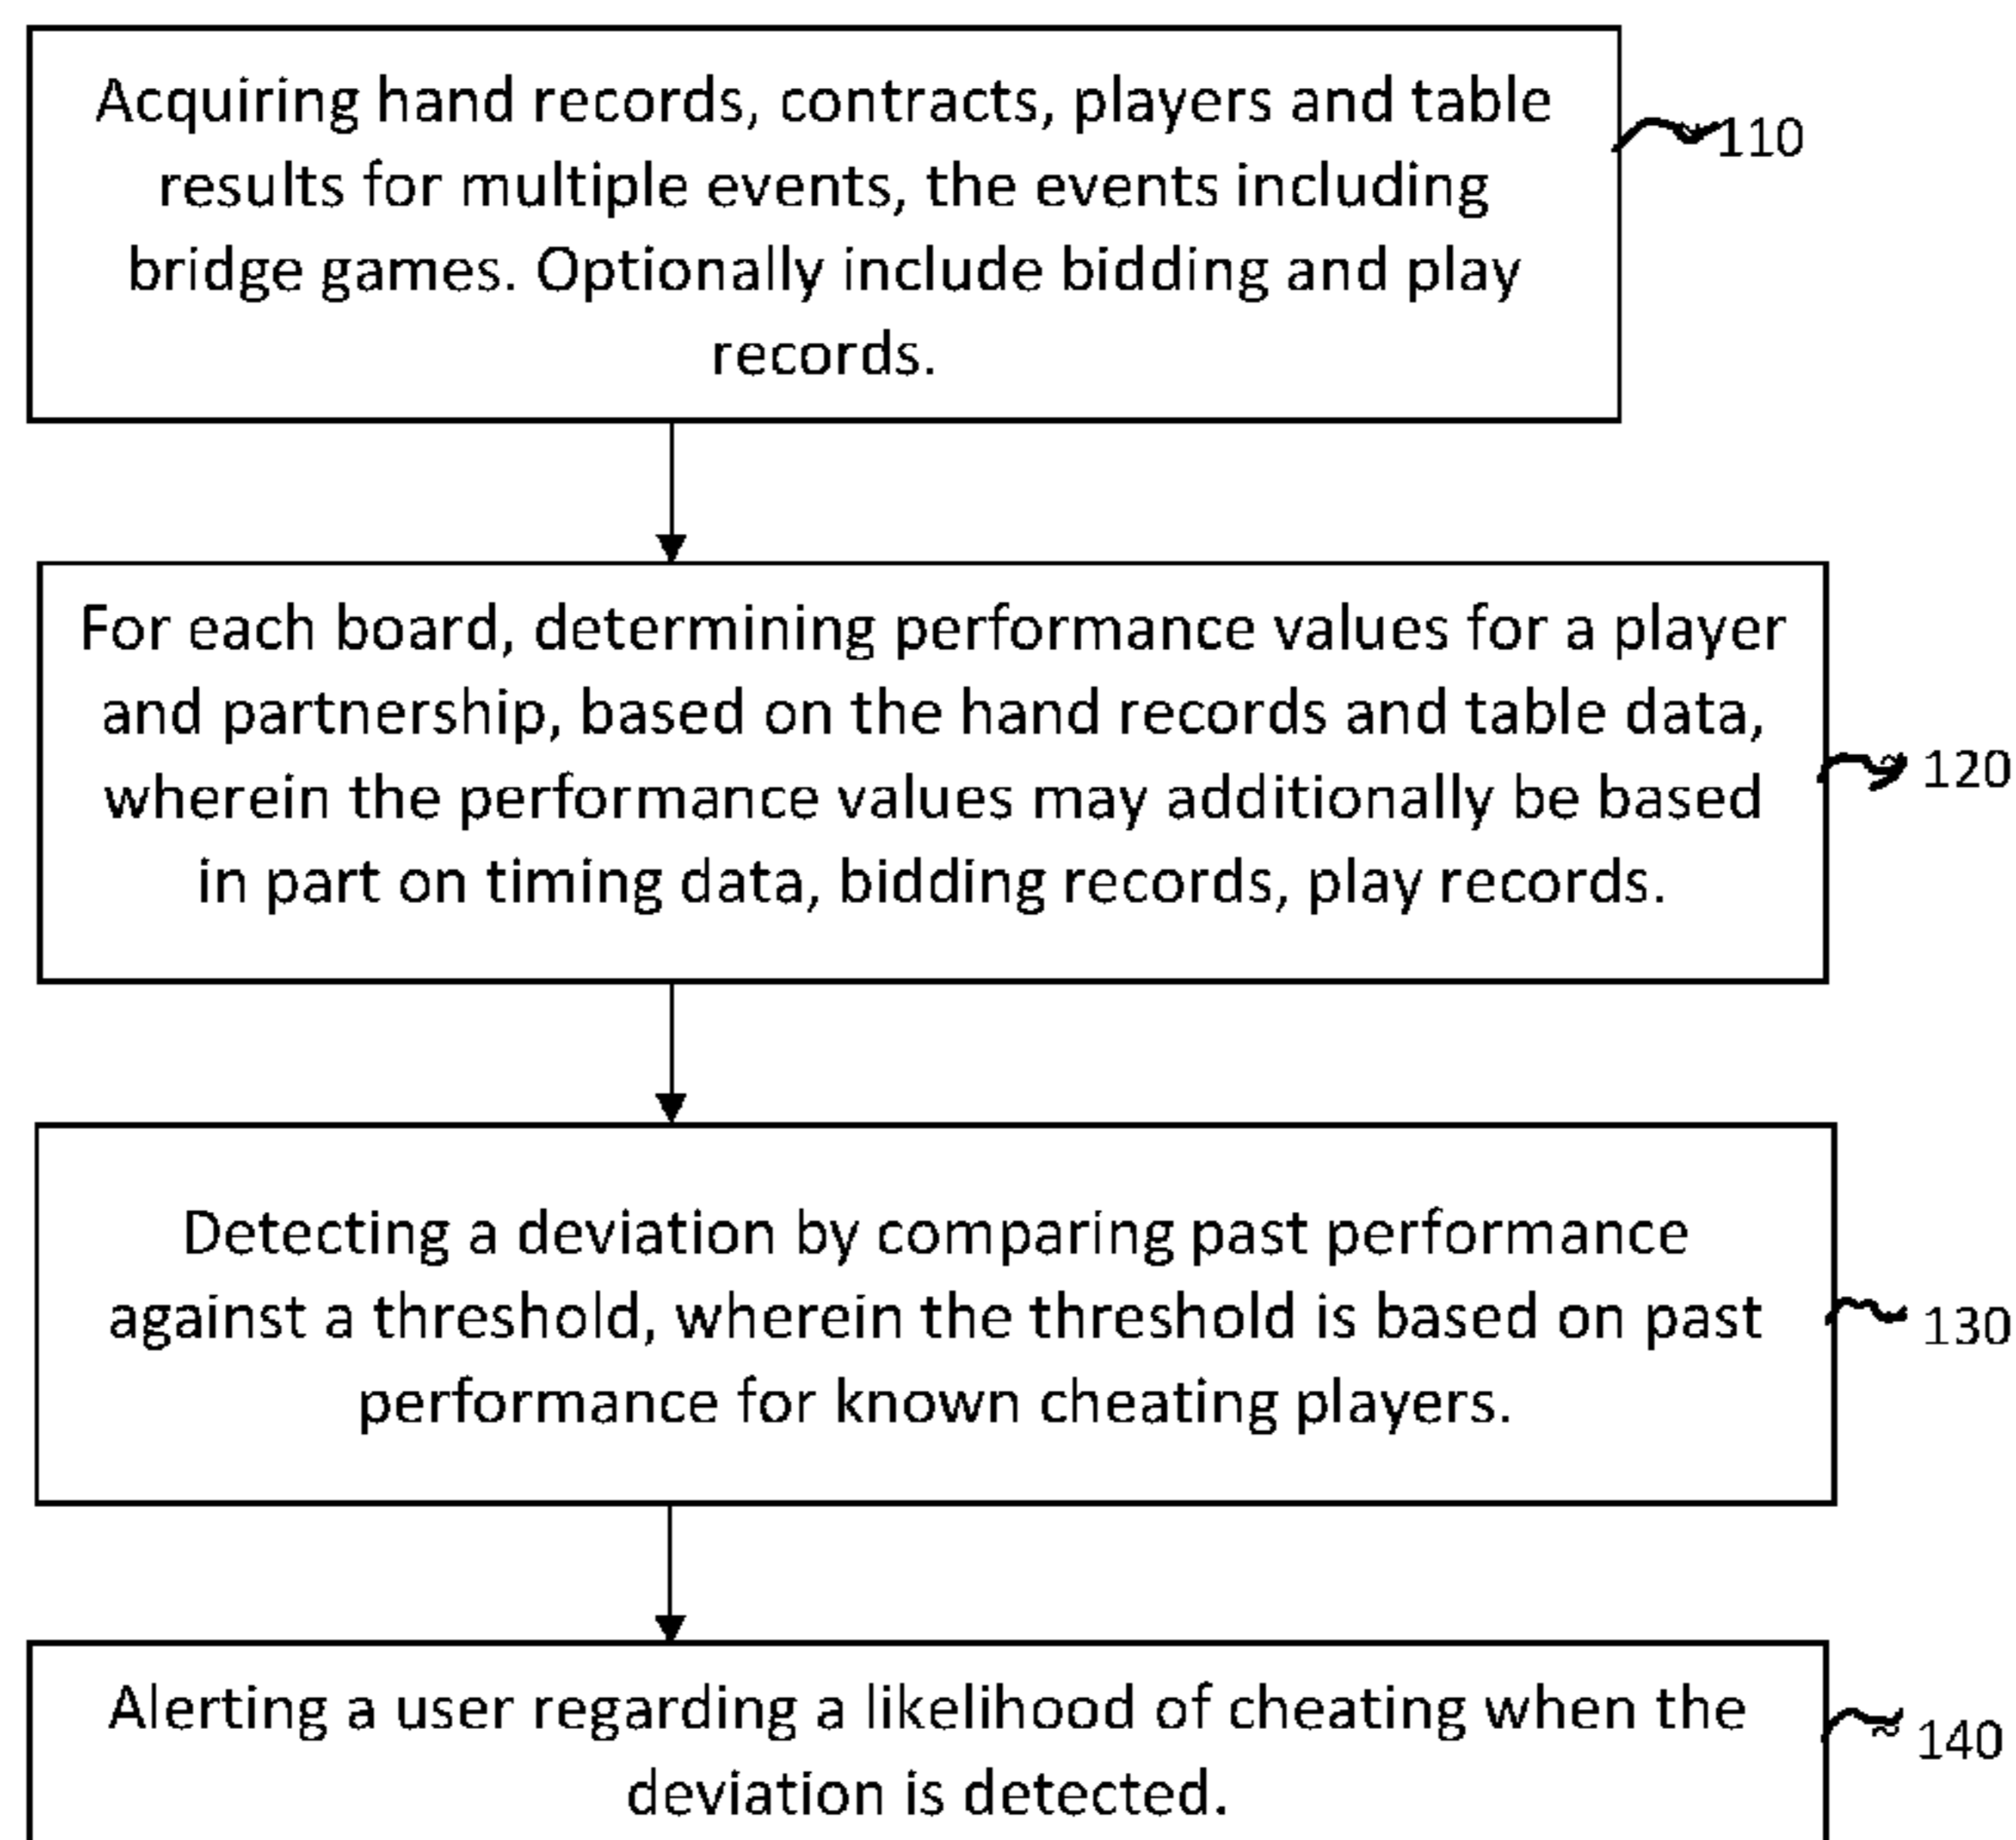 Acquiring hand records, contracts, players and table
results for multiple events, the events including
bridge games. Optionally include bidding and play
records.
110
For each board, determining performance values for a player
and partnership, based on the hand records and table data,
wherein the performance values may additionally be based
in part on timing data, bidding records, play records.
120
Detecting a deviation by comparing past performance
against a threshold, wherein the threshold is based on past
performance for known cheating players.
130
Alerting a user regarding a likelihood of cheating when the
deviation is detected.
140